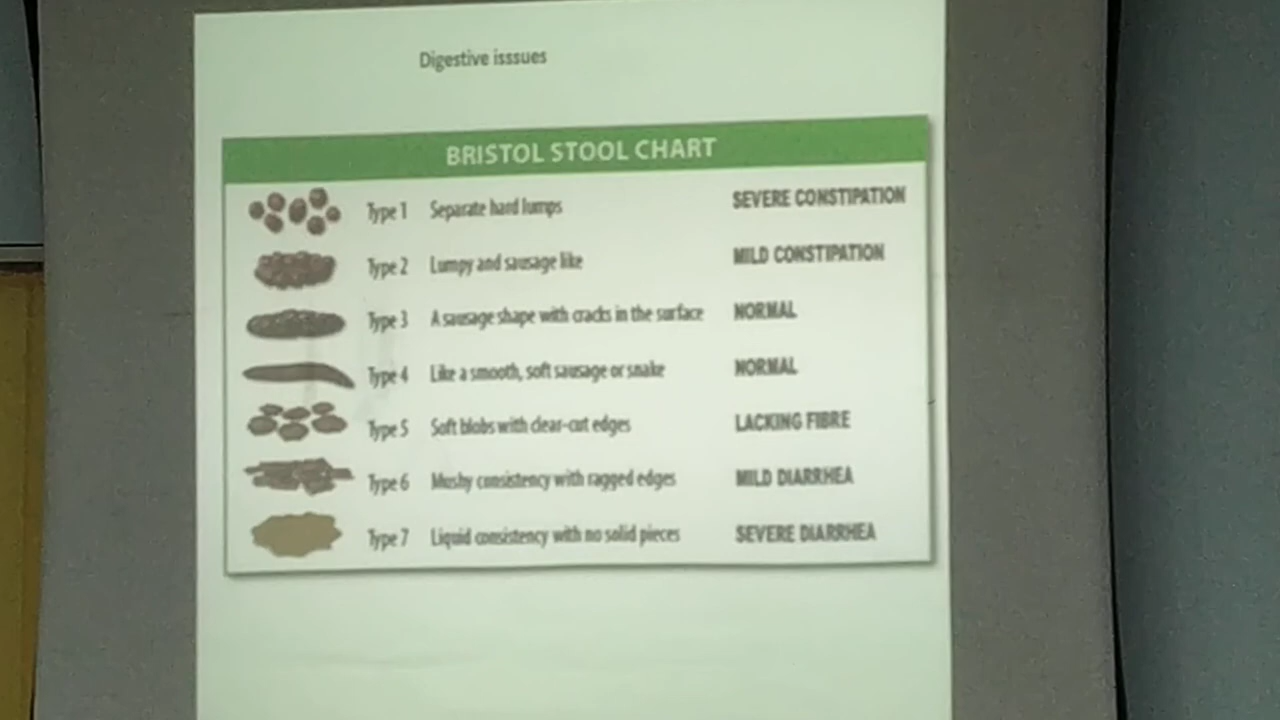 Digestive isssues
BRISTOL STOOL CHART
Type 1 Separate hard lumps SEVERE CONSTIPATION
Type 2 Lumpy and sausage like MILD CONSTIPATION
Type 3 A sausage shape with cracks in the surface NORMAL
Type 4 Like a smooth, soft sausage or snake NORMAL
Type 5 Soft blobs with clear-cut edges LACKING FIBRE
Type 6 Mushy consistency with ragged edges MILD DIARRHEA
Type 7 Liquid consistency with no solid pieces SEVERE DIARRHEA